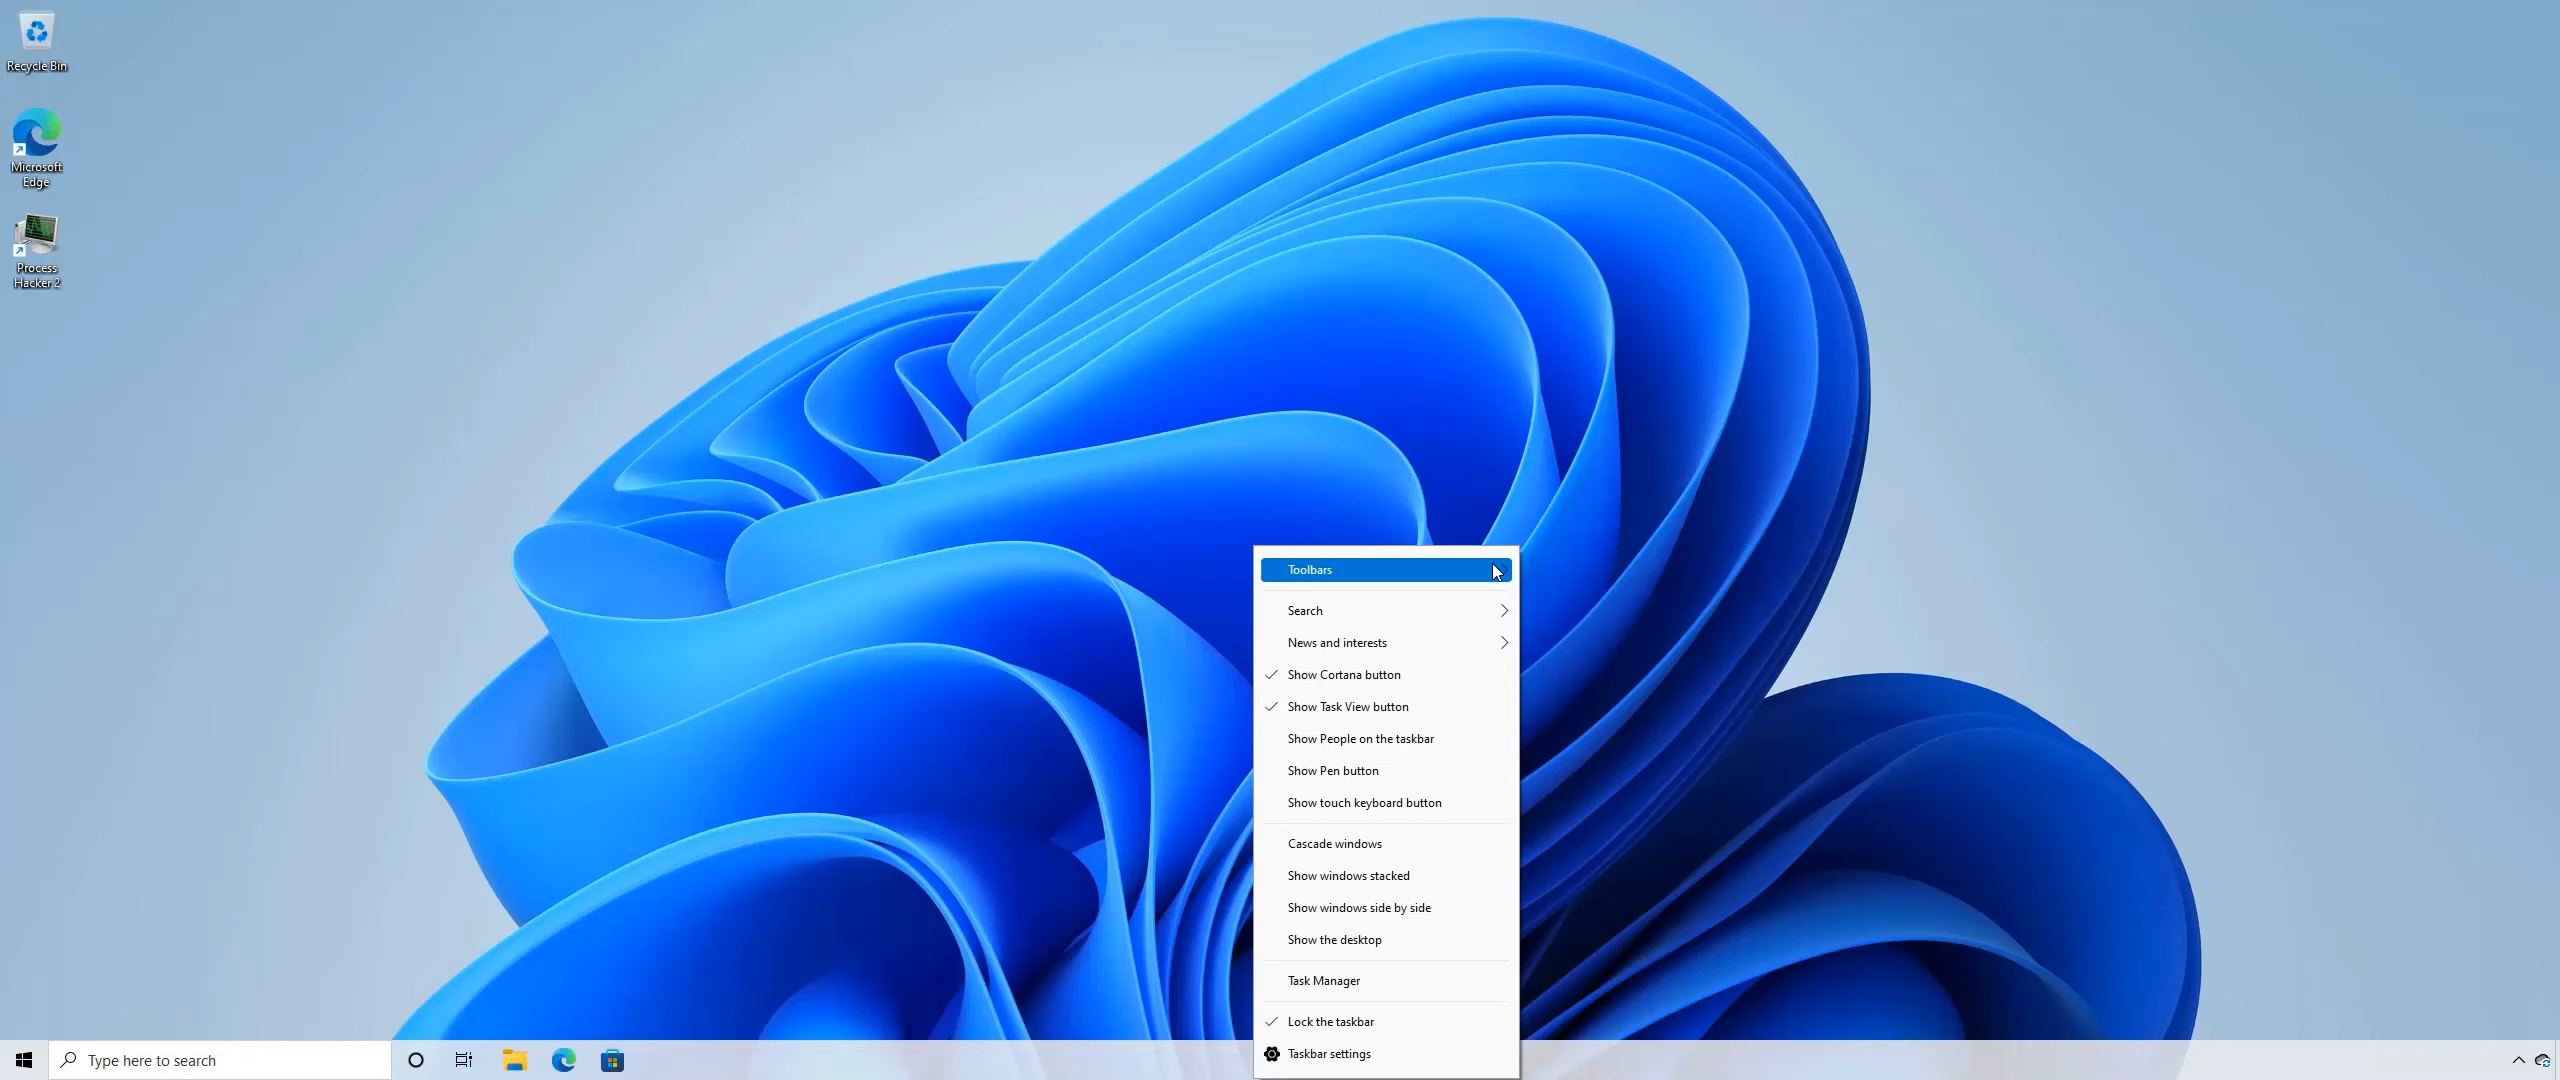 Recycle Bin
Microsoft
Edge
Process
Hacker 2
Toolbars
Search
News and interests
Show Cortana button
Show Task View button
Show People on the taskbar
Show Pen button
Show touch keyboard button
Cascade windows
Show windows stacked
Show windows side by side
Show the desktop
Task Manager
Lock the taskbar
Taskbar settings
Type here to search